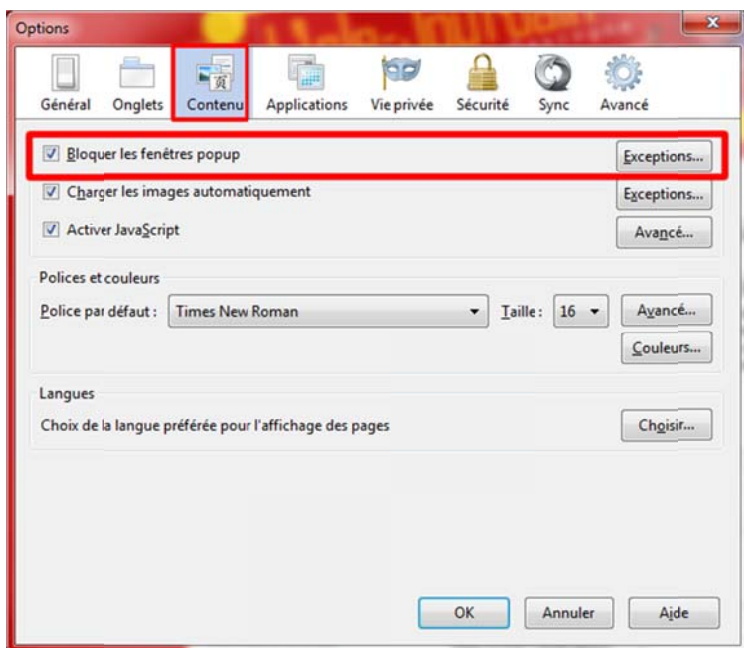 Options
Général Onglets Contenu Applications Vie privée Sécurité Sync Avancé
Bloquer les fenêtres popup Exceptions...
Charger les images automatiquement Exceptions...
Activer JavaScript Avancé...
Polices et couleurs
Police par défaut : Times New Roman Taille : 16 Avancé...
Couleurs...
Langues
Choix de la langue préférée pour l'affichage des pages Choisir...
OK Annuler Aide